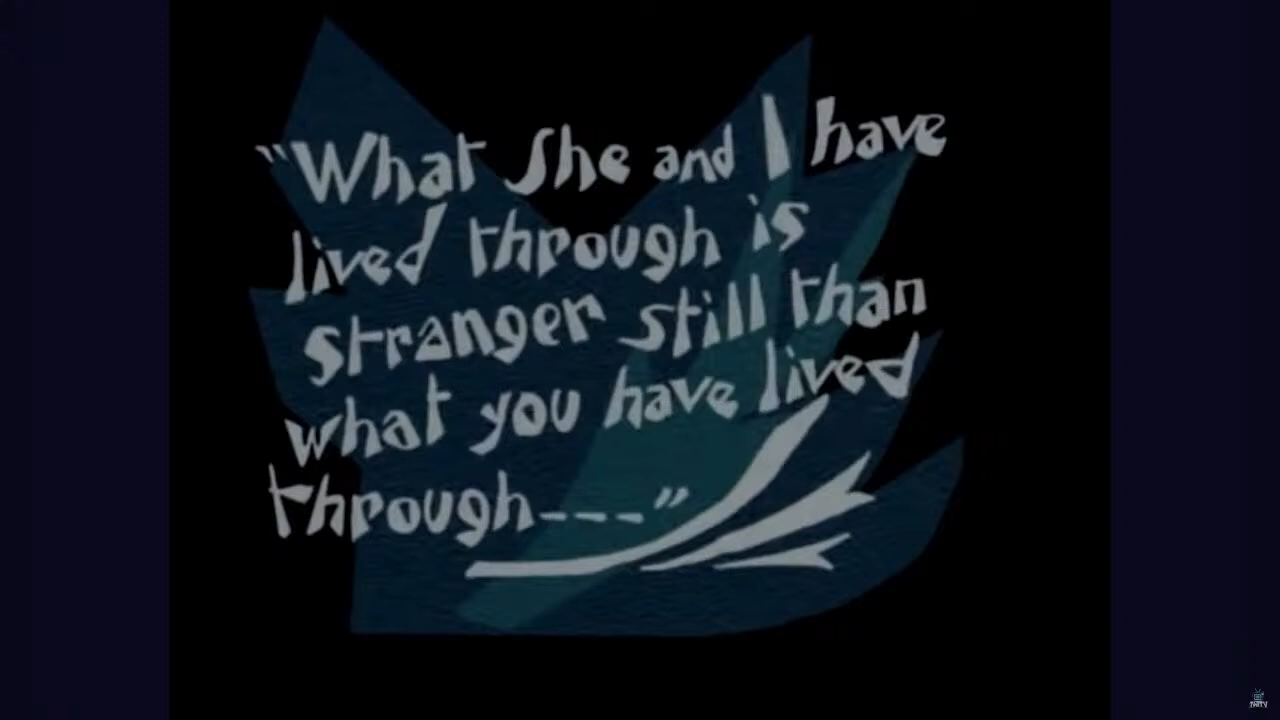 “What She and I have
lived through is
stranger still than
what you have lived
through----”